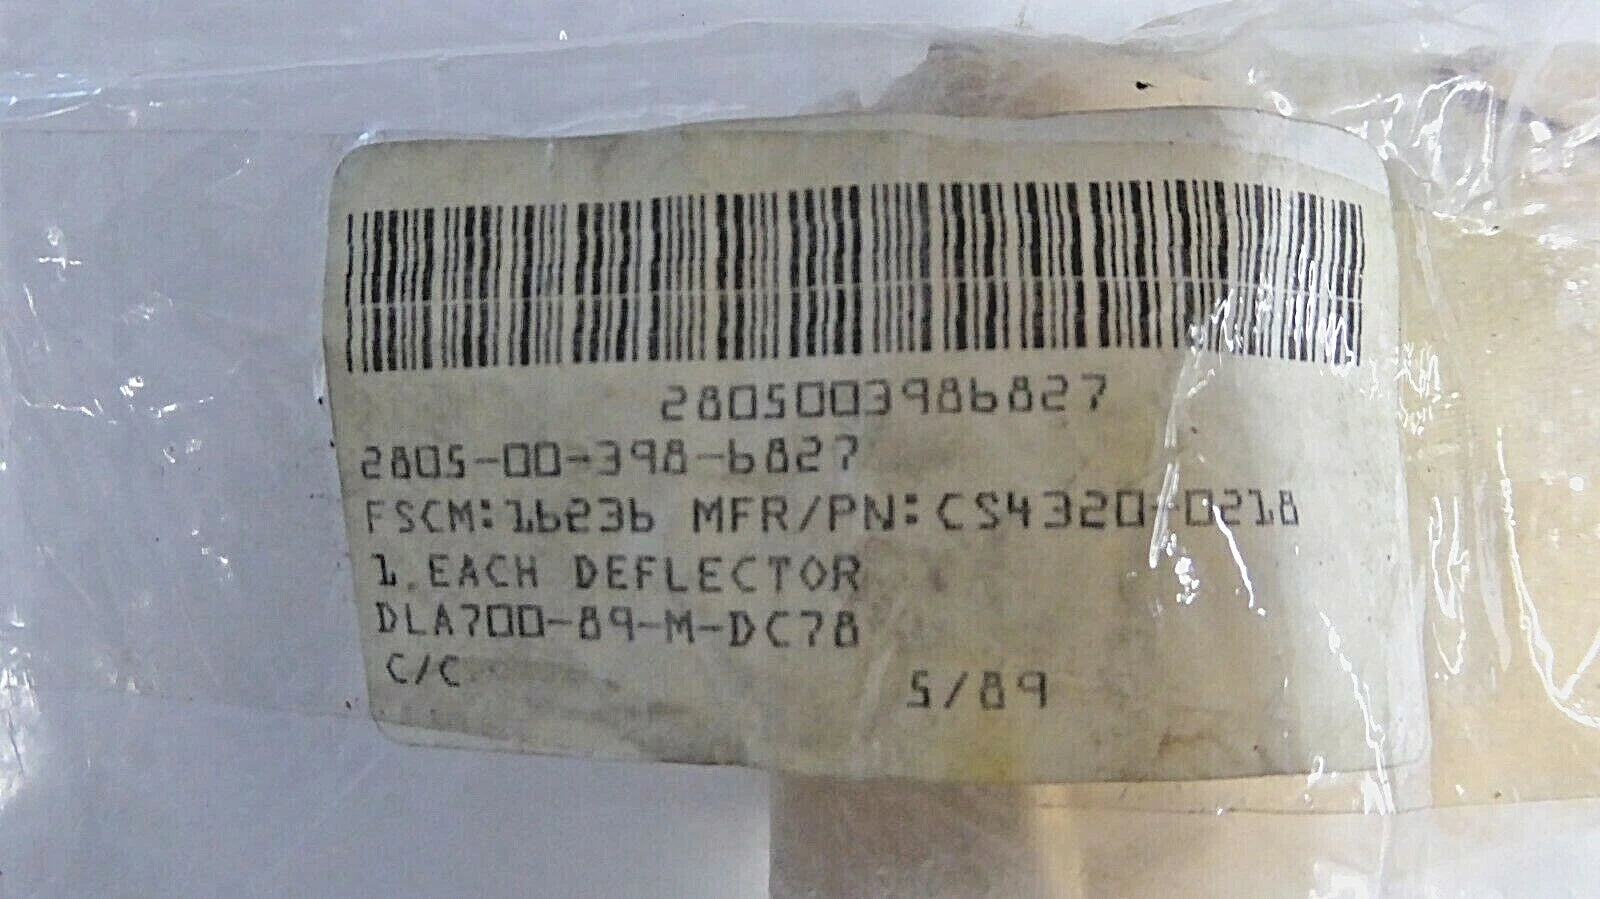 2805003986827
2805-00-398-6827
FSCM:16236 MFR/PN:CS4320-0218
1 EACH DEFLECTOR
DLA700-89-M-DC78
C/C 5/89